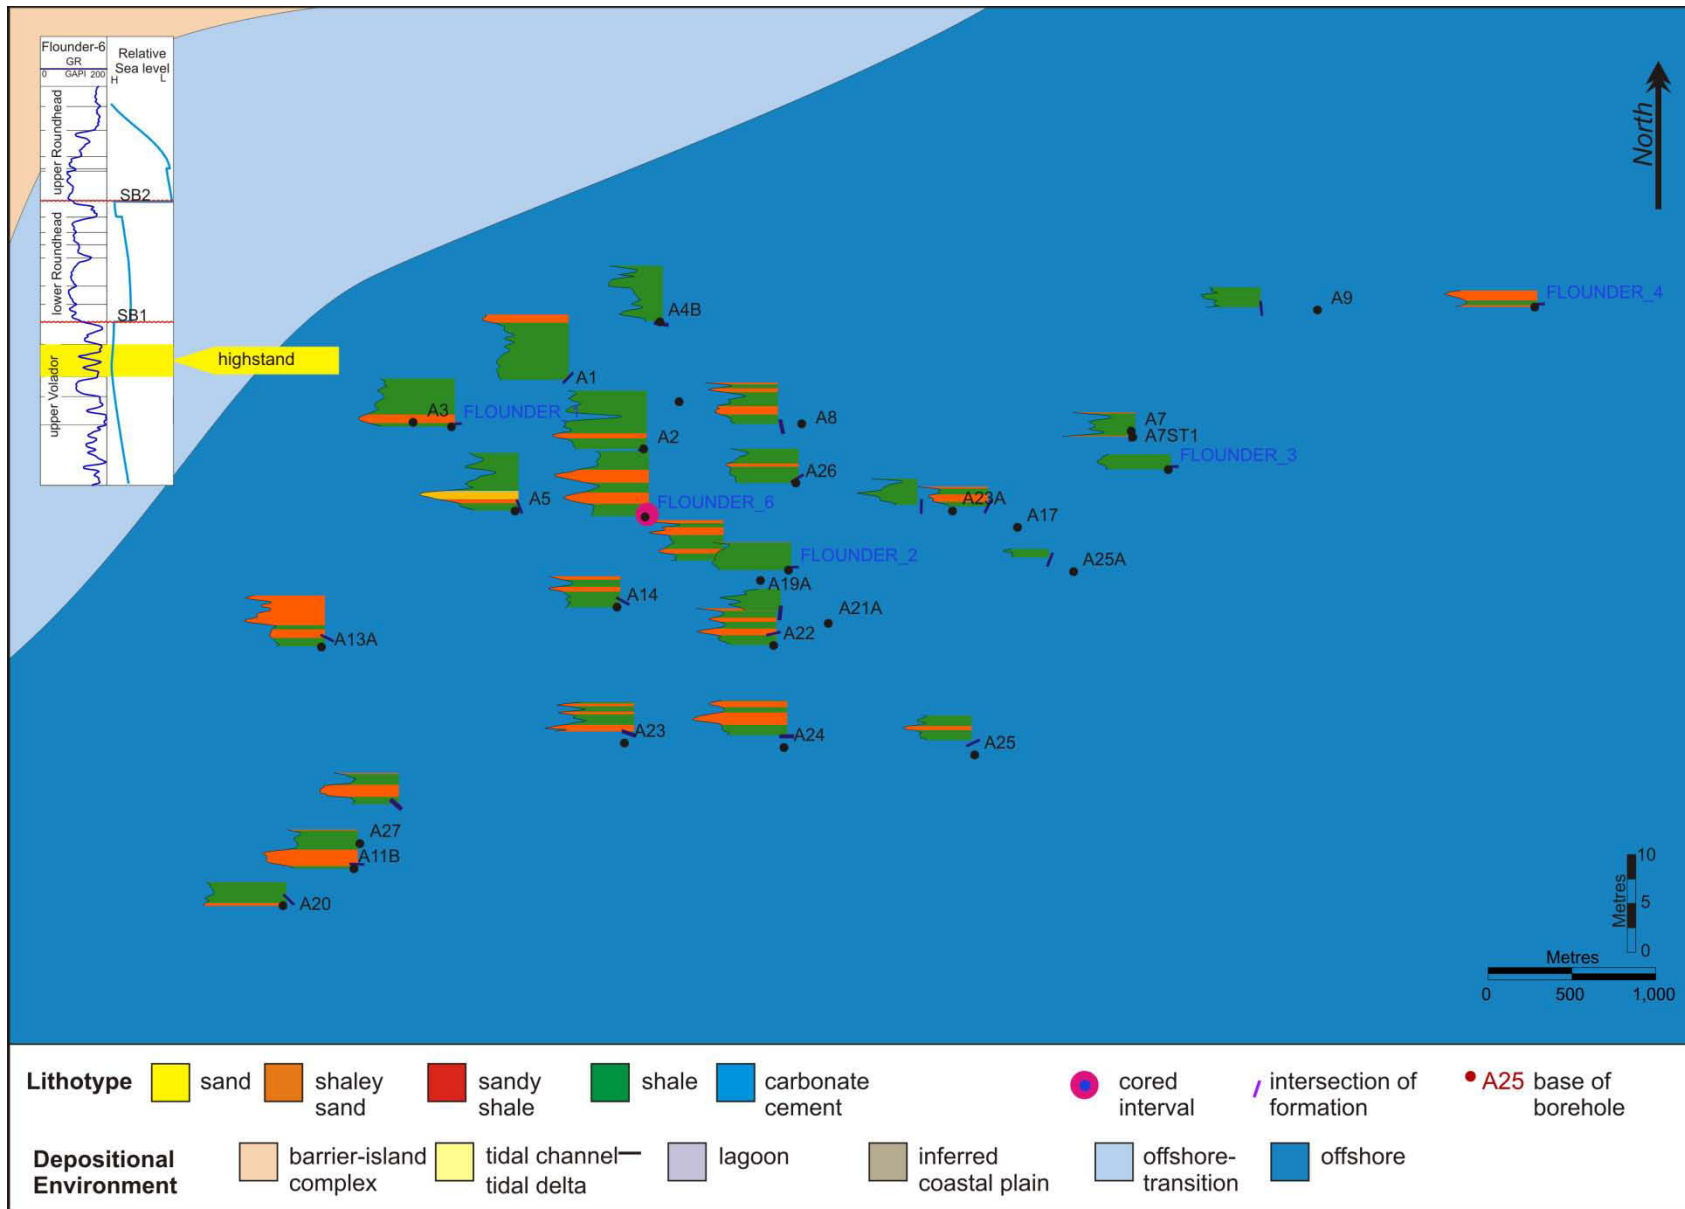 Flounder-6
GR
0 GAPI 200
Relative
Sea level
H L
upper Roundhead
SB2
lower Roundhead
SB1
upper Volador
highstand
North
A4B
A9
FLOUNDER_4
A1
A3
FLOUNDER_1
A2
A8
A7
A7ST1
FLOUNDER_3
A26
A5
FLOUNDER_6
A23A
A17
FLOUNDER_2
A25A
A19A
A14
A21A
A22
A13A
A23
A24
A25
A27
A11B
A20
10
5
0
Metres
Metres
0 500 1,000
Lithotype
sand
shaley
sand
sandy
shale
shale
carbonate
cement
cored
interval
intersection of
formation
A25 base of
borehole
Depositional
Environment
barrier-island
complex
tidal channel—
tidal delta
lagoon
inferred
coastal plain
offshore-
transition
offshore